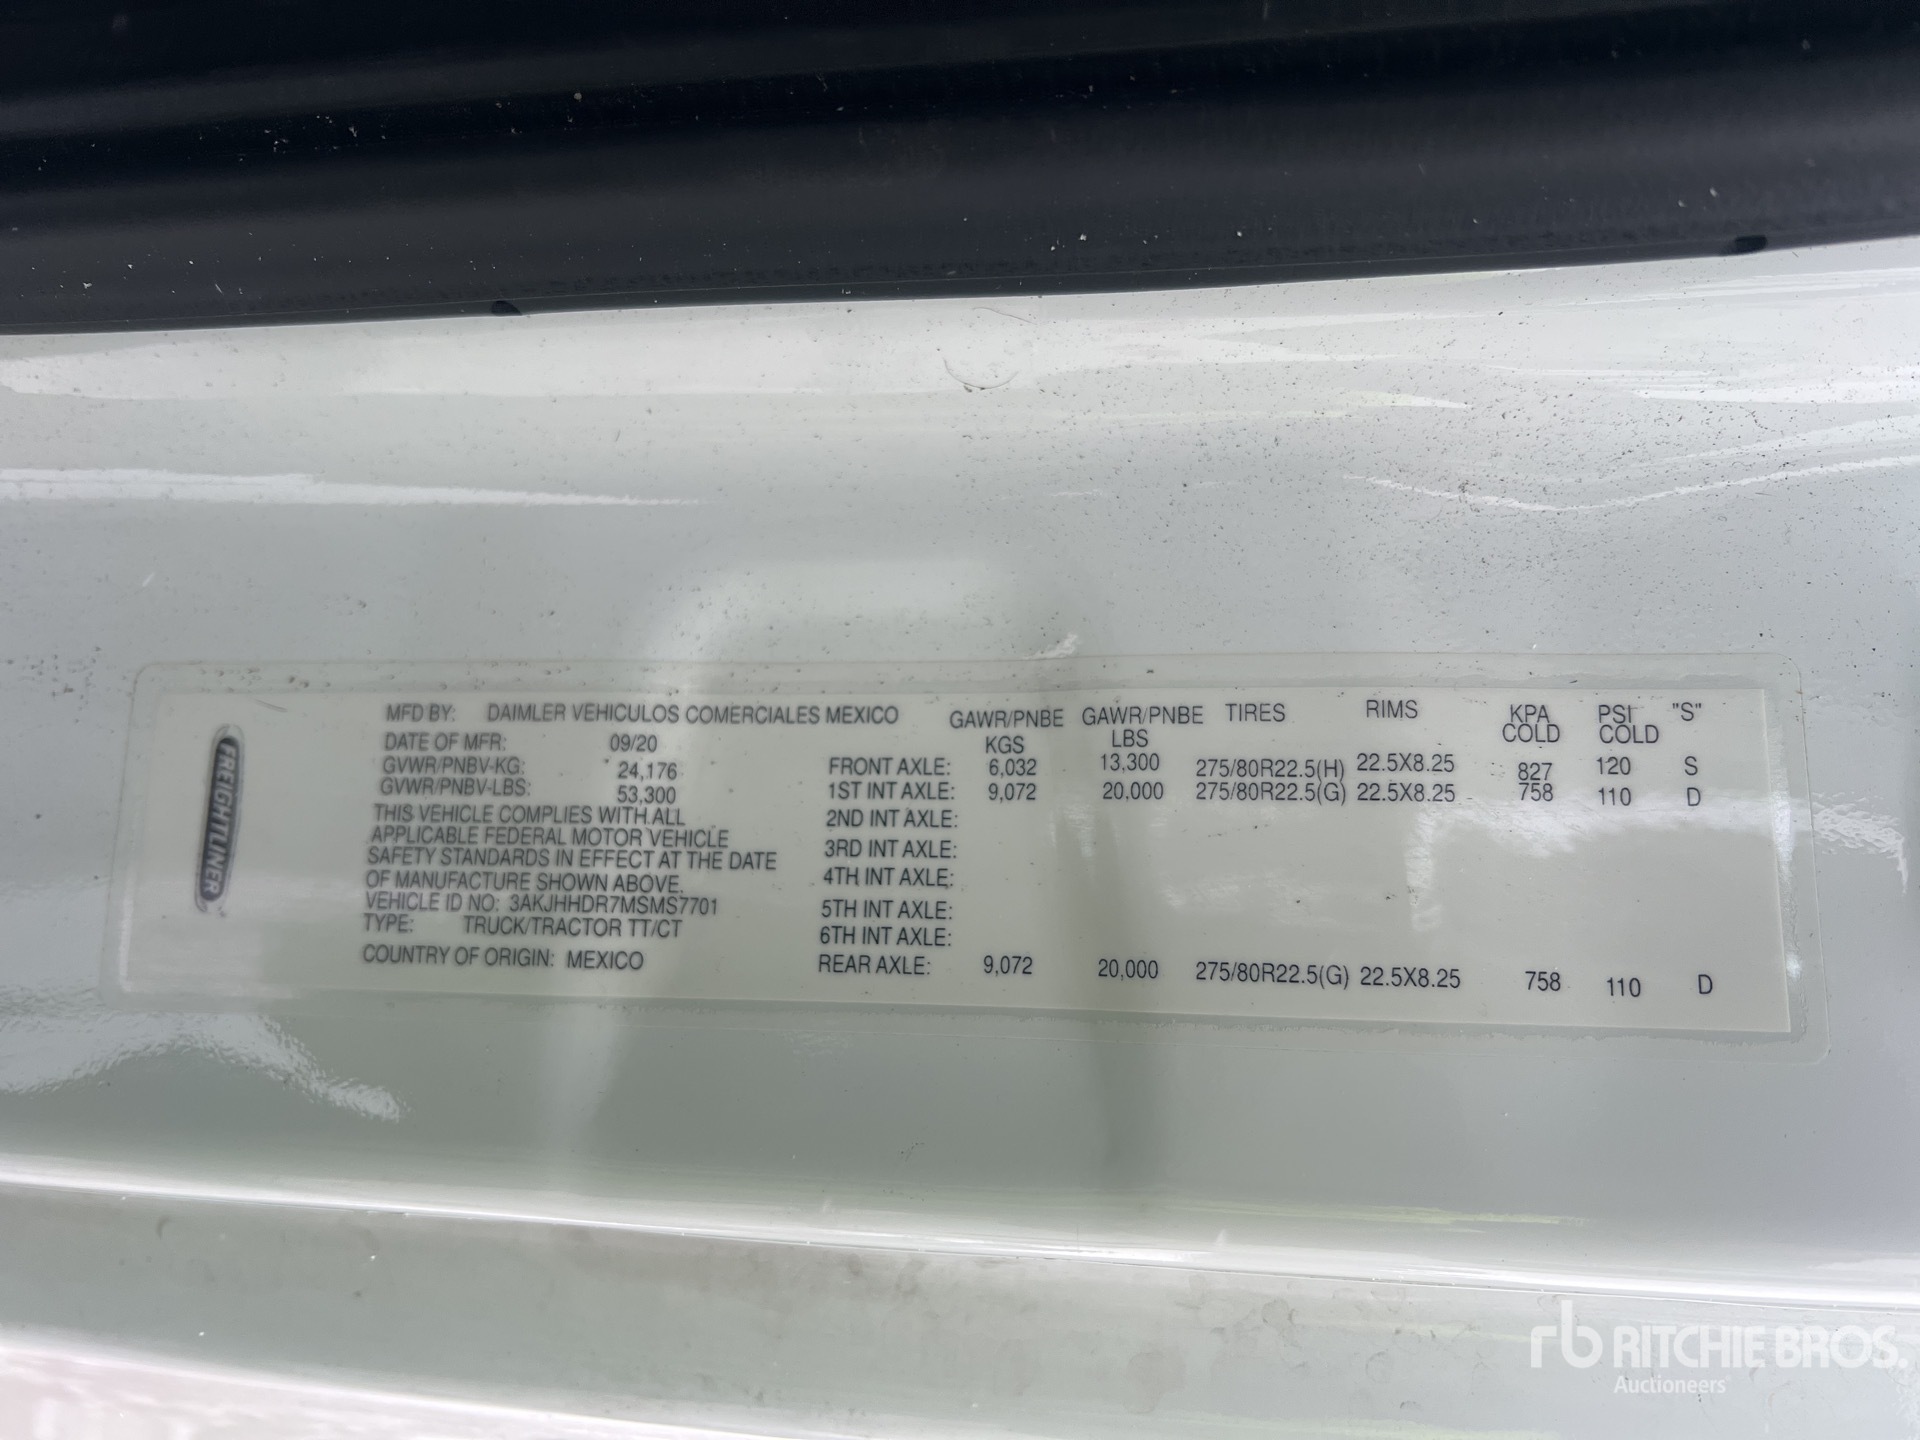 FREIGHTLINER
MFD BY: DAIMLER VEHICULOS COMERCIALES MEXICO
DATE OF MFR: 09/20
GVWR/PNBV-KG: 24,176
GVWR/PNBV-LBS: 53,300
THIS VEHICLE COMPLIES WITH ALL
APPLICABLE FEDERAL MOTOR VEHICLE
SAFETY STANDARDS IN EFFECT AT THE DATE
OF MANUFACTURE SHOWN ABOVE.
VEHICLE ID NO: 3AKJHHDR7MSMS7701
TYPE: TRUCK/TRACTOR TT/CT
COUNTRY OF ORIGIN: MEXICO
GAWR/PNBE GAWR/PNBE TIRES RIMS KPA PSI "S"
KGS LBS COLD COLD
FRONT AXLE: 6,032 13,300 275/80R22.5(H) 22.5X8.25 827 120 S
1ST INT AXLE: 9,072 20,000 275/80R22.5(G) 22.5X8.25 758 110 D
2ND INT AXLE:
3RD INT AXLE:
4TH INT AXLE:
5TH INT AXLE:
6TH INT AXLE:
REAR AXLE: 9,072 20,000 275/80R22.5(G) 22.5X8.25 758 110 D
rb RITCHIE BROS.
Auctioneers